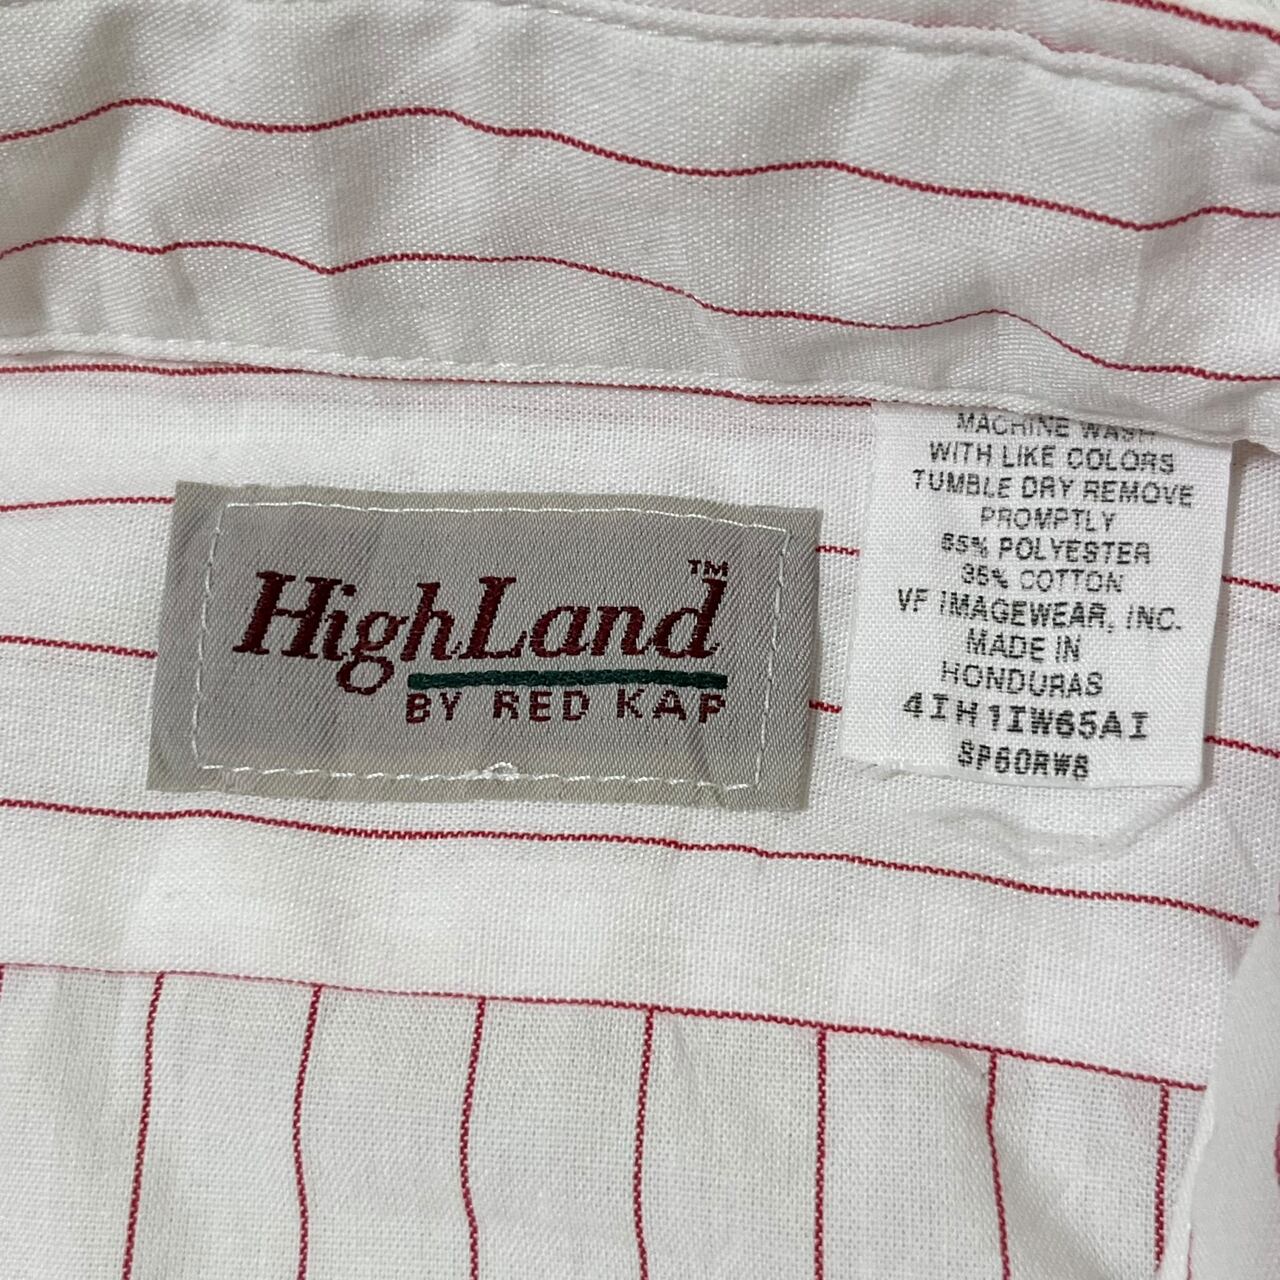 HighLand™
BY RED KAP
MACHINE WASH
WITH LIKE COLORS
TUMBLE DRY REMOVE
PROMPTLY
65% POLYESTER
35% COTTON
VF IMAGEWEAR, INC.
MADE IN
HONDURAS
4IH1IW65AI
SP60RW8